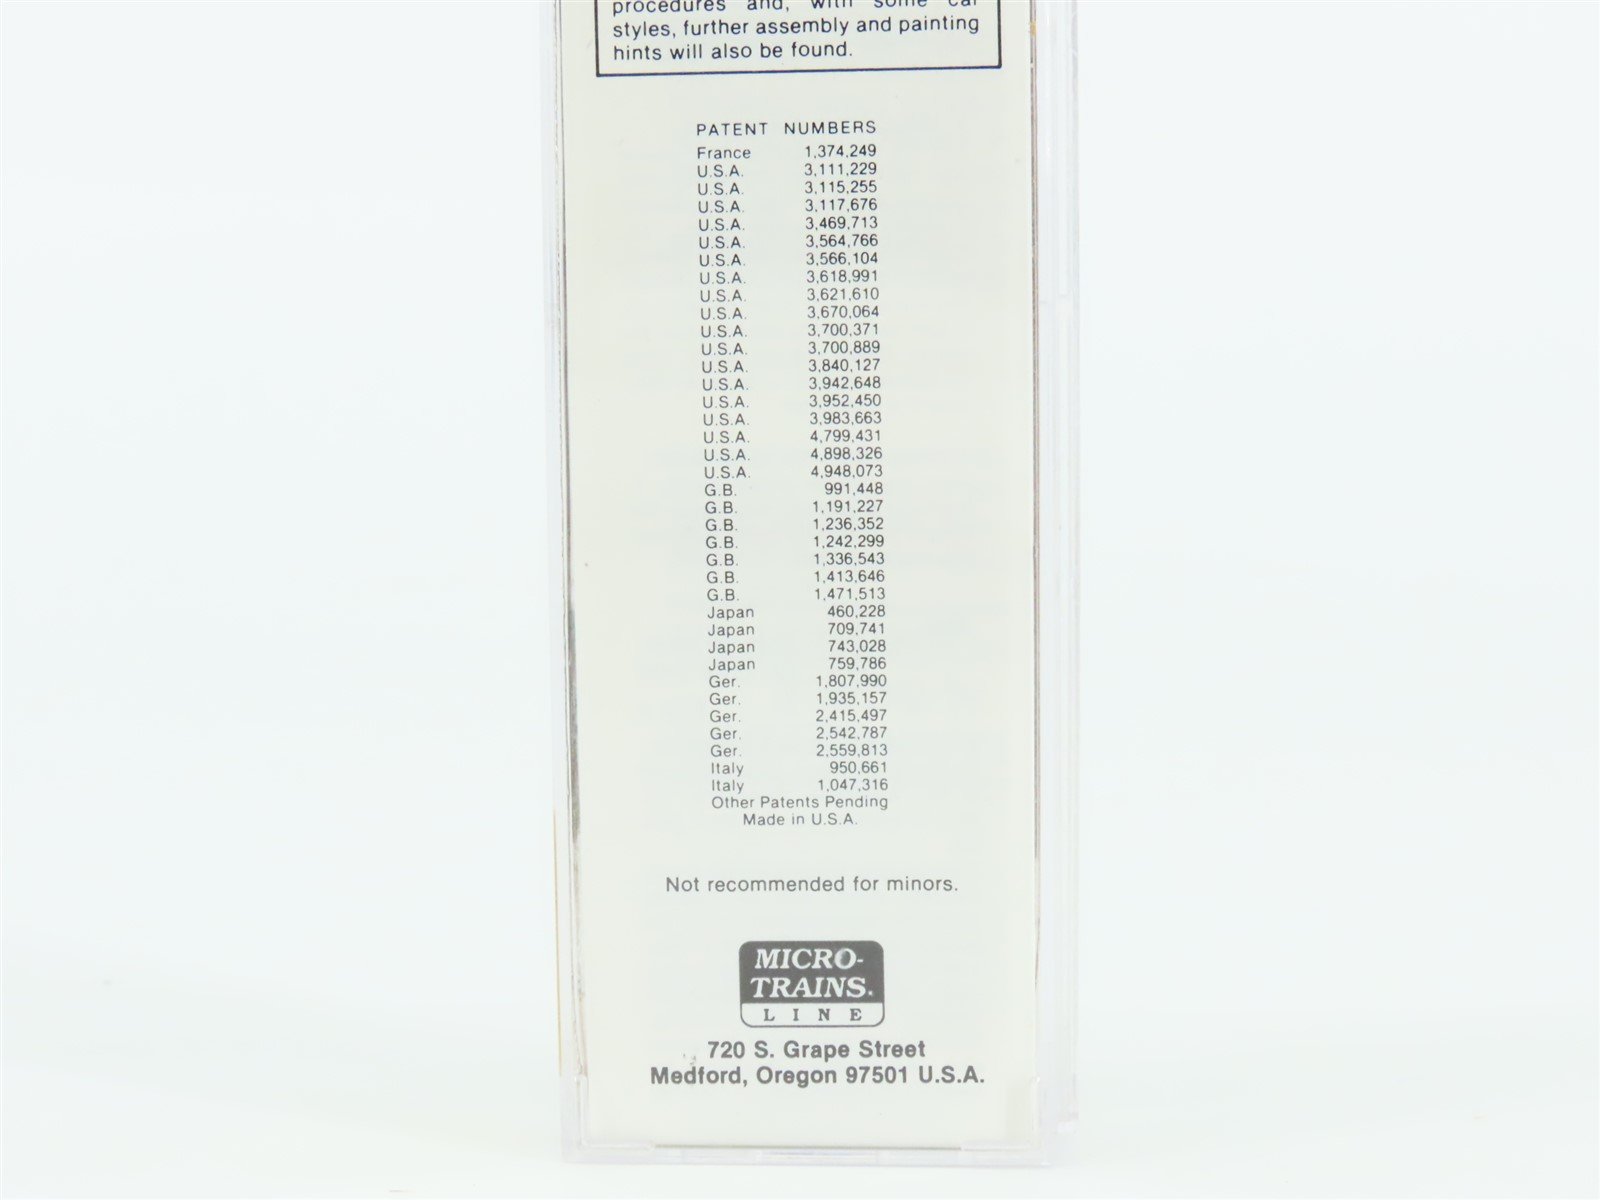 procedures and, with some car
styles, further assembly and painting
hints will also be found.
PATENT NUMBERS
France 1,374,249
U.S.A. 3,111,229
U.S.A. 3,115,255
U.S.A. 3,117,676
U.S.A. 3,469,713
U.S.A. 3,564,766
U.S.A. 3,566,104
U.S.A. 3,618,991
U.S.A. 3,621,610
U.S.A. 3,670,064
U.S.A. 3,700,371
U.S.A. 3,700,889
U.S.A. 3,840,127
U.S.A. 3,942,648
U.S.A. 3,952,450
U.S.A. 3,983,663
U.S.A. 4,799,431
U.S.A. 4,898,326
U.S.A. 4,948,073
G.B. 991,448
G.B. 1,191,227
G.B. 1,236,352
G.B. 1,242,299
G.B. 1,336,543
G.B. 1,413,646
G.B. 1,471,513
Japan 460,228
Japan 709,741
Japan 743,028
Japan 759,786
Ger. 1,807,990
Ger. 1,935,157
Ger. 2,415,497
Ger. 2,542,787
Ger. 2,559,813
Italy 950,661
Italy 1,047,316
Other Patents Pending
Made in U.S.A.
Not recommended for minors.
MICRO-
TRAINS.
LINE
720 S. Grape Street
Medford, Oregon 97501 U.S.A.